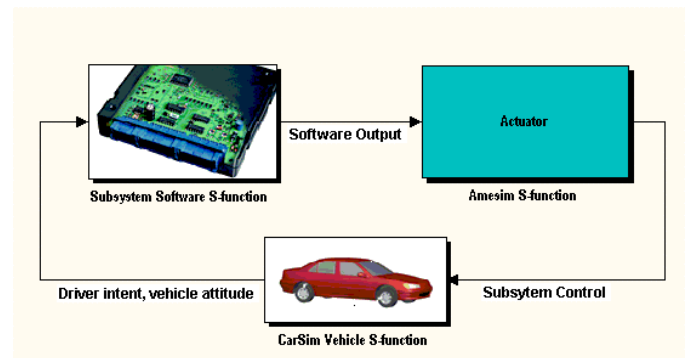 Software Output
Actuator
Subsystem Software S-function
Amesim S-function
Driver intent, vehicle attitude
Subsytem Control
CarSim Vehicle S-function